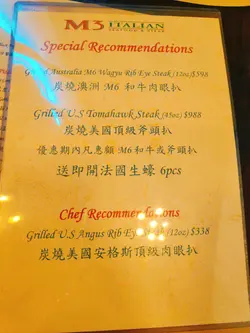 M3 ITALIAN
Special Recommendations
Australia M6 Wagyu Rib Eye Steak (12oz) $598
炭燒澳洲 M6 和牛肉眼扒
Grilled U.S Tomahawk Steak (45oz) $988
炭燒美國頂級斧頭扒
優惠期內凡惠顧 M6 和牛或斧頭扒
送即開法國生蠔 6pcs
Chef Recommendations
Grilled U.S Angus Rib Eye Steak (12oz) $338
炭燒美國安格斯頂級肉眼扒